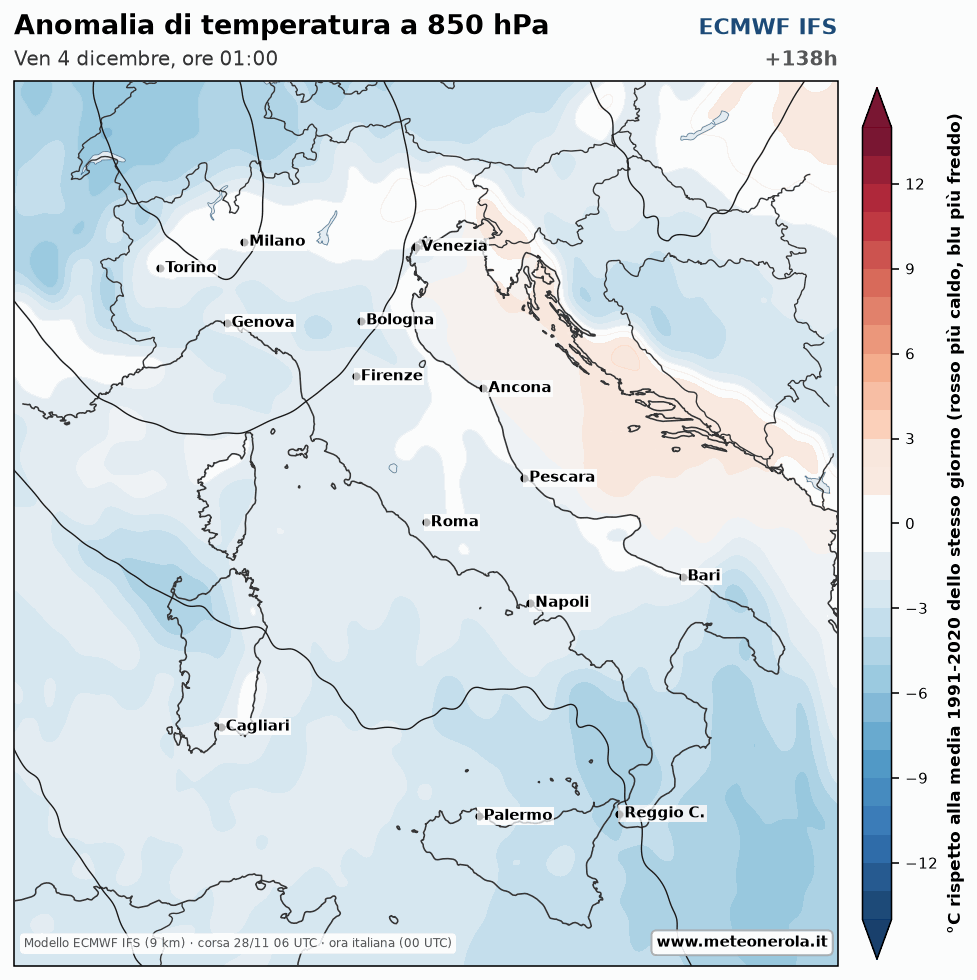 Anomalia di temperatura a 850 hPa
ECMWF IFS
Ven 4 dicembre, ore 01:00
+138h
Milano
Venezia
Torino
Genova
Bologna
Firenze
Ancona
Pescara
Roma
Bari
Napoli
Cagliari
Palermo
Reggio C.
12
9
6
3
0
−3
−6
−9
−12
°C rispetto alla media 1991-2020 dello stesso giorno (rosso più caldo, blu più freddo)
Modello ECMWF IFS (9 km) · corsa 28/11 06 UTC · ora italiana (00 UTC)
www.meteonerola.it